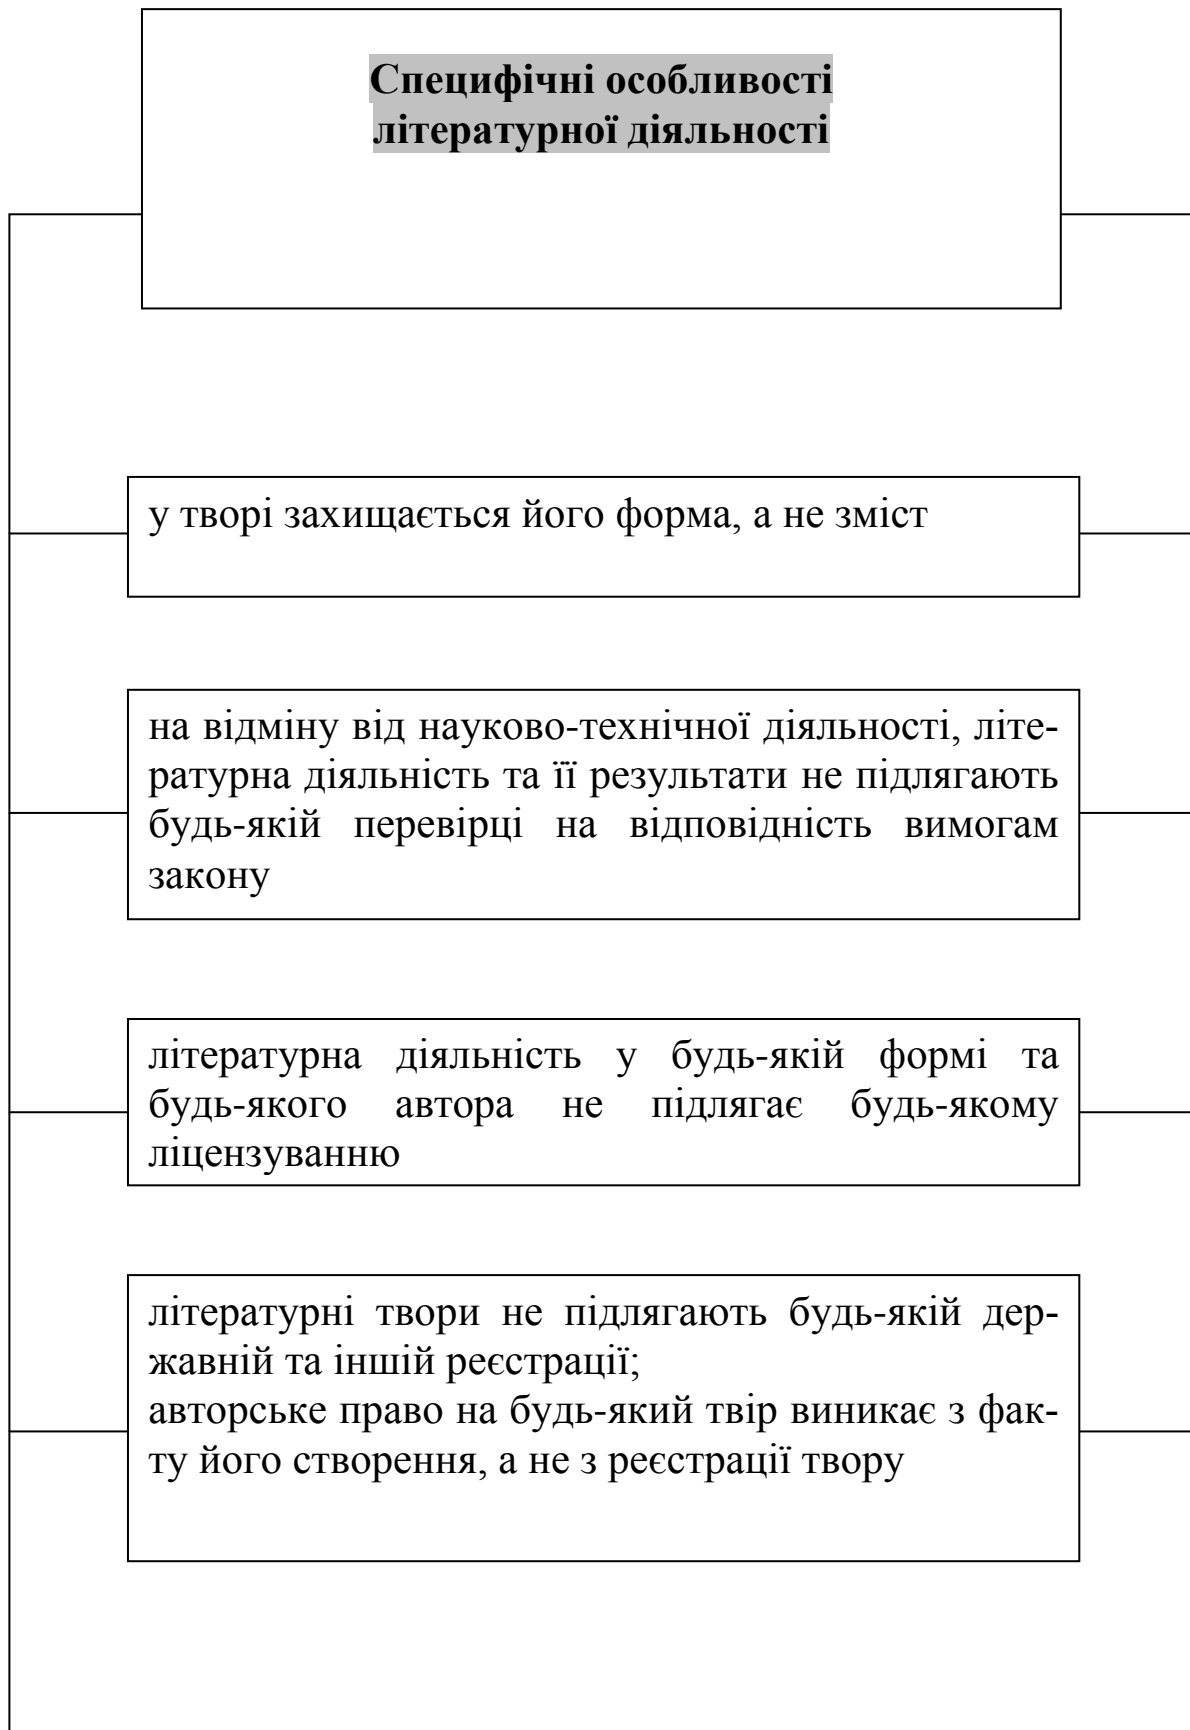 Специфічні особливості
літературної діяльності
у творі захищається його форма, а не зміст
на відміну від науково-технічної діяльності, літе-
ратурна діяльність та її результати не підлягають
будь-якій перевірці на відповідність вимогам
закону
літературна діяльність у будь-якій формі та
будь-якого автора не підлягає будь-якому
ліцензуванню
літературні твори не підлягають будь-якій дер-
жавній та іншій реєстрації;
авторське право на будь-який твір виникає з фак-
ту його створення, а не з реєстрації твору